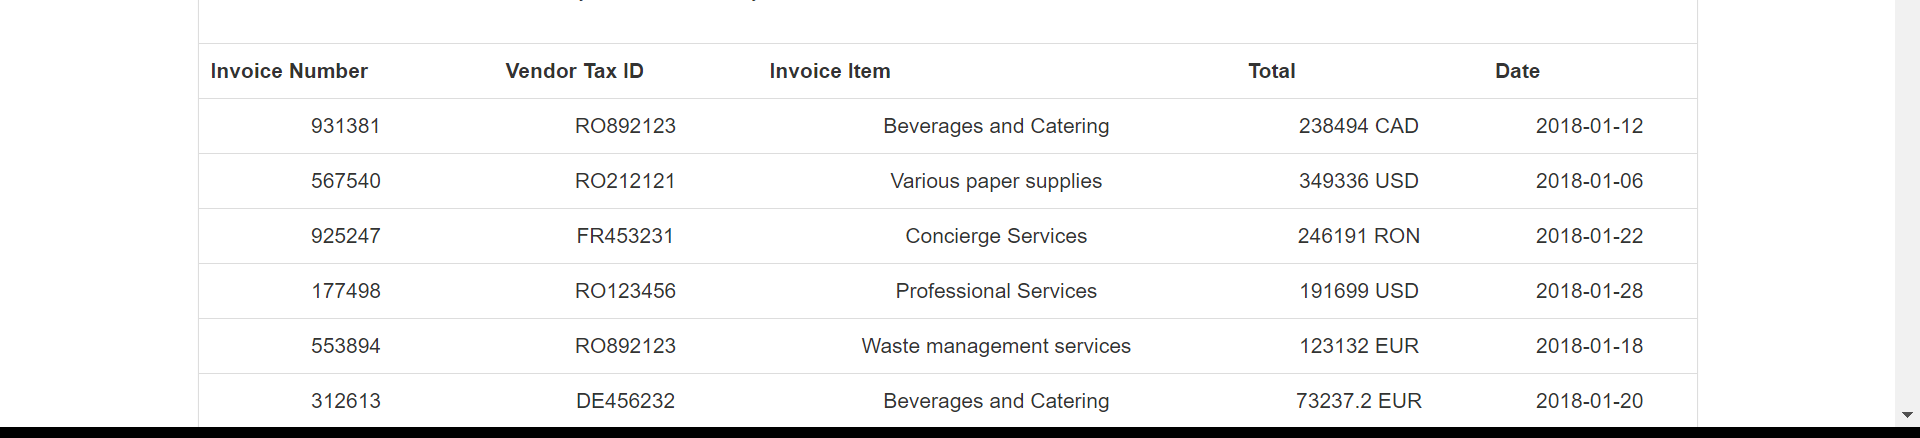 Invoice Number Vendor Tax ID Invoice Item Total Date
931381 RO892123 Beverages and Catering 238494 CAD 2018-01-12
567540 RO212121 Various paper supplies 349336 USD 2018-01-06
925247 FR453231 Concierge Services 246191 RON 2018-01-22
177498 RO123456 Professional Services 191699 USD 2018-01-28
553894 RO892123 Waste management services 123132 EUR 2018-01-18
312613 DE456232 Beverages and Catering 73237.2 EUR 2018-01-20